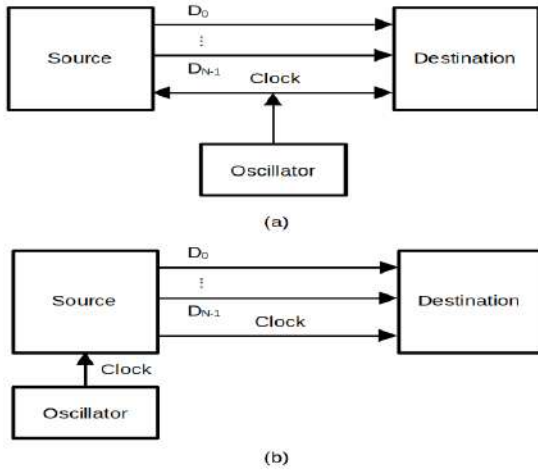 D0
⋮
Source
Destination
DN-1
Clock
Oscillator
(a)
D0
⋮
Source
Destination
DN-1
Clock
Clock
Oscillator
(b)